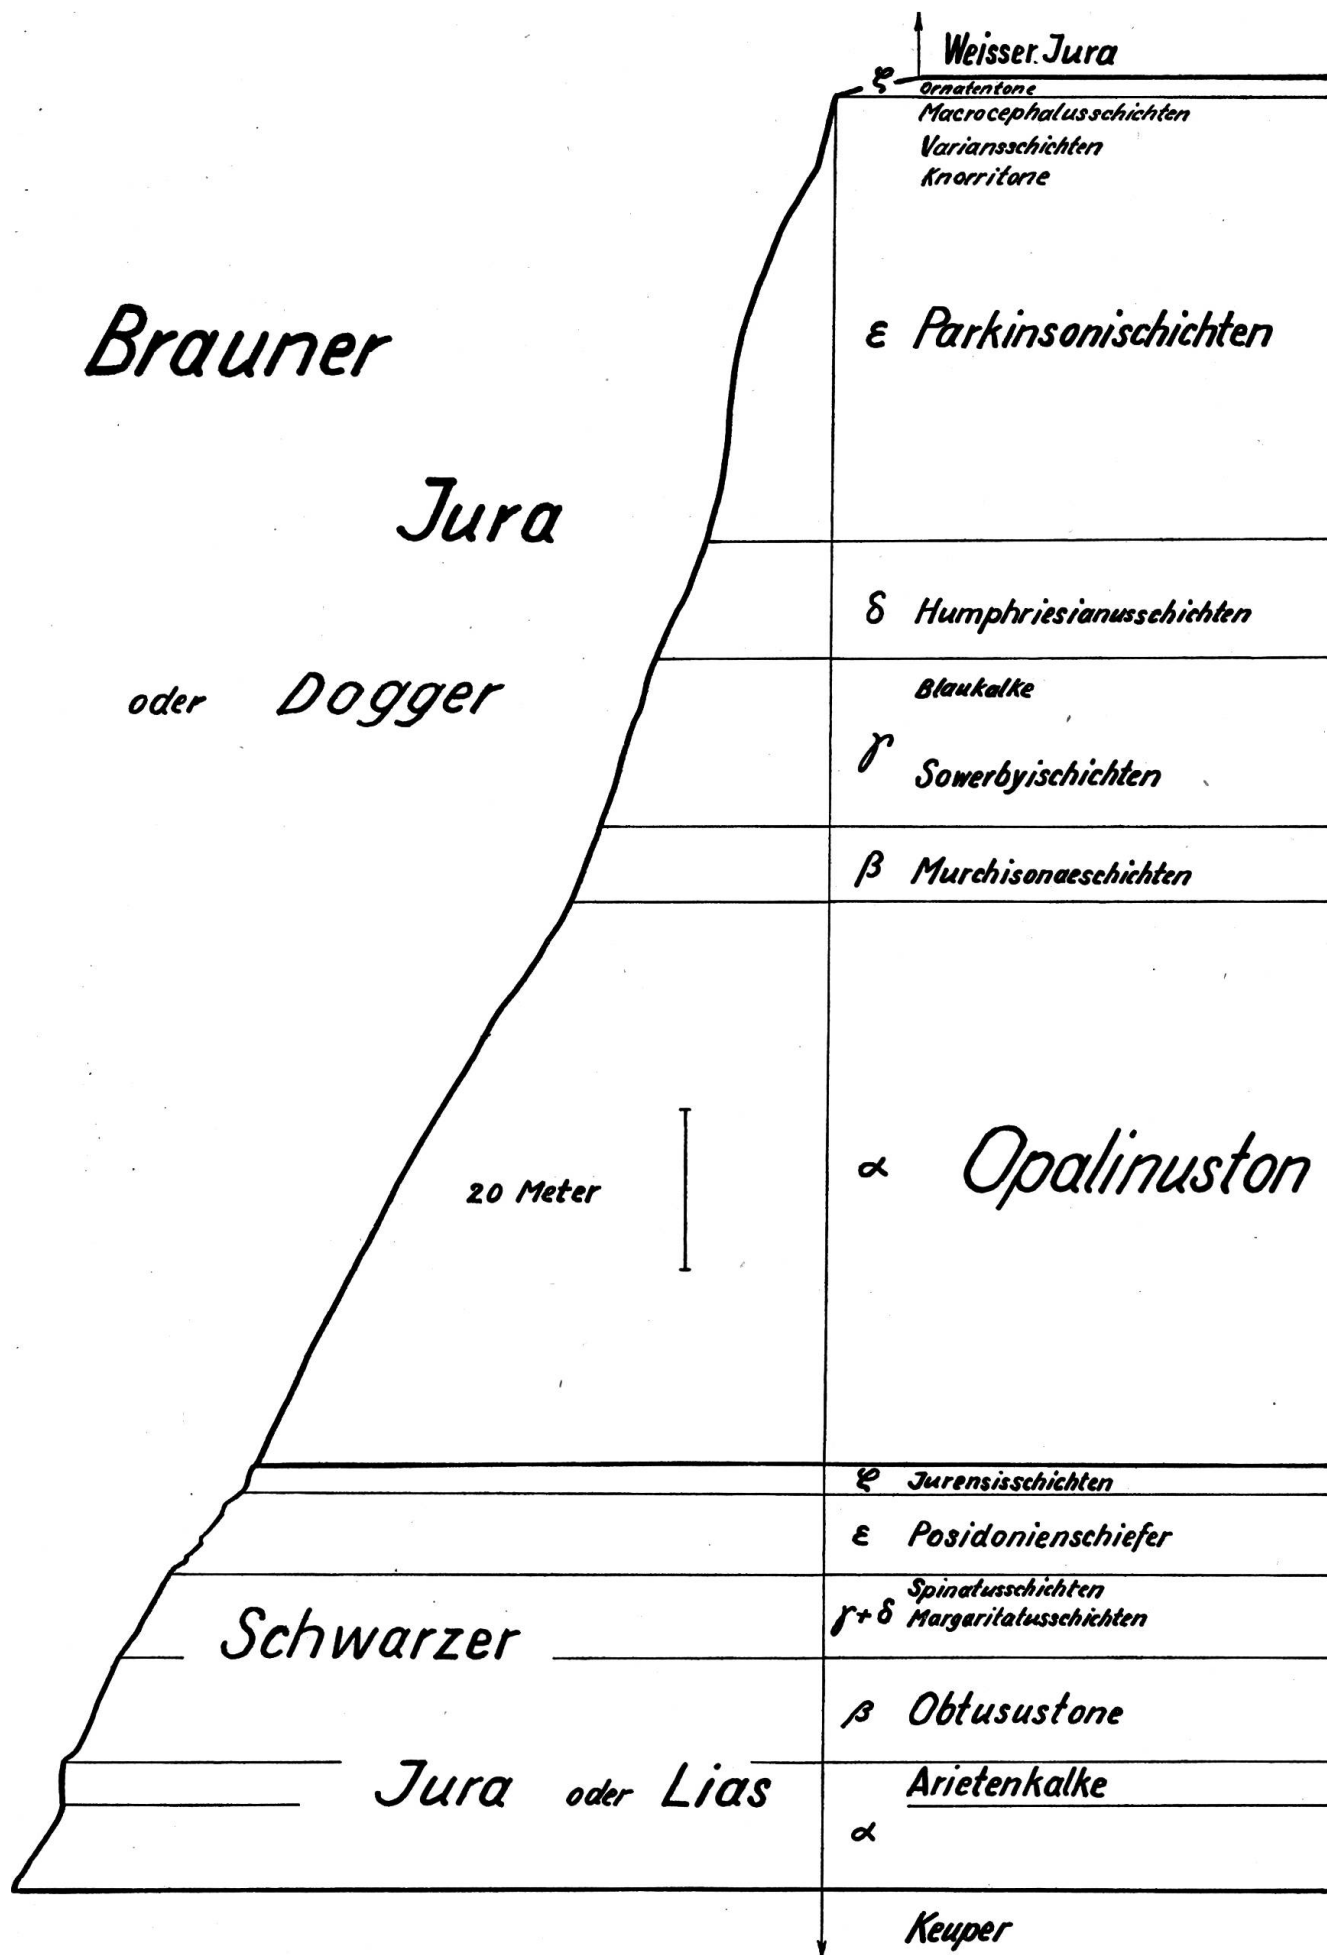 Weisser Jura
ζ Ornatentone
Macrocephalusschichten
Variansschichten
Knorritone
ε Parkinsonischichten
Brauner
Jura
oder Dogger
δ Humphriesianusschichten
Blaukalke
γ
Sowerbyischichten
β Murchisonaeschichten
α Opalinuston
20 Meter
ζ Jurensisschichten
ε Posidonienschiefer
Spinatusschichten
γ+δ Margaritatusschichten
Schwarzer
β Obtusustone
Jura oder Lias
Arietenkalke
α
Keuper